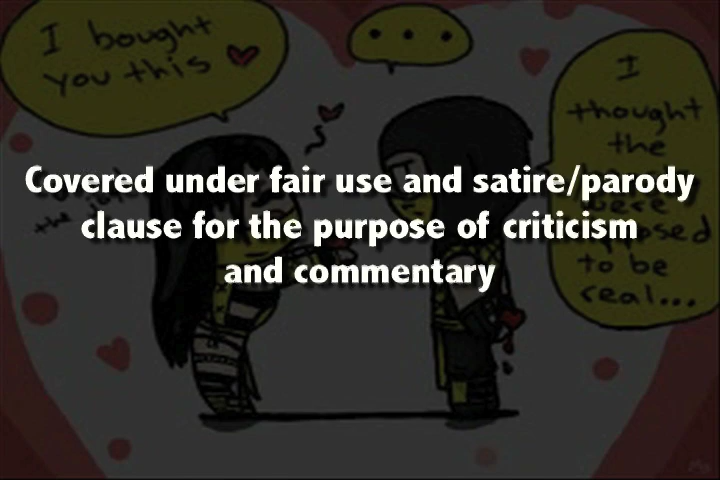 I bought
you this
...
I
thought
the
Covered under fair use and satire/parody
clause for the purpose of criticism
and commentary
to be
real...